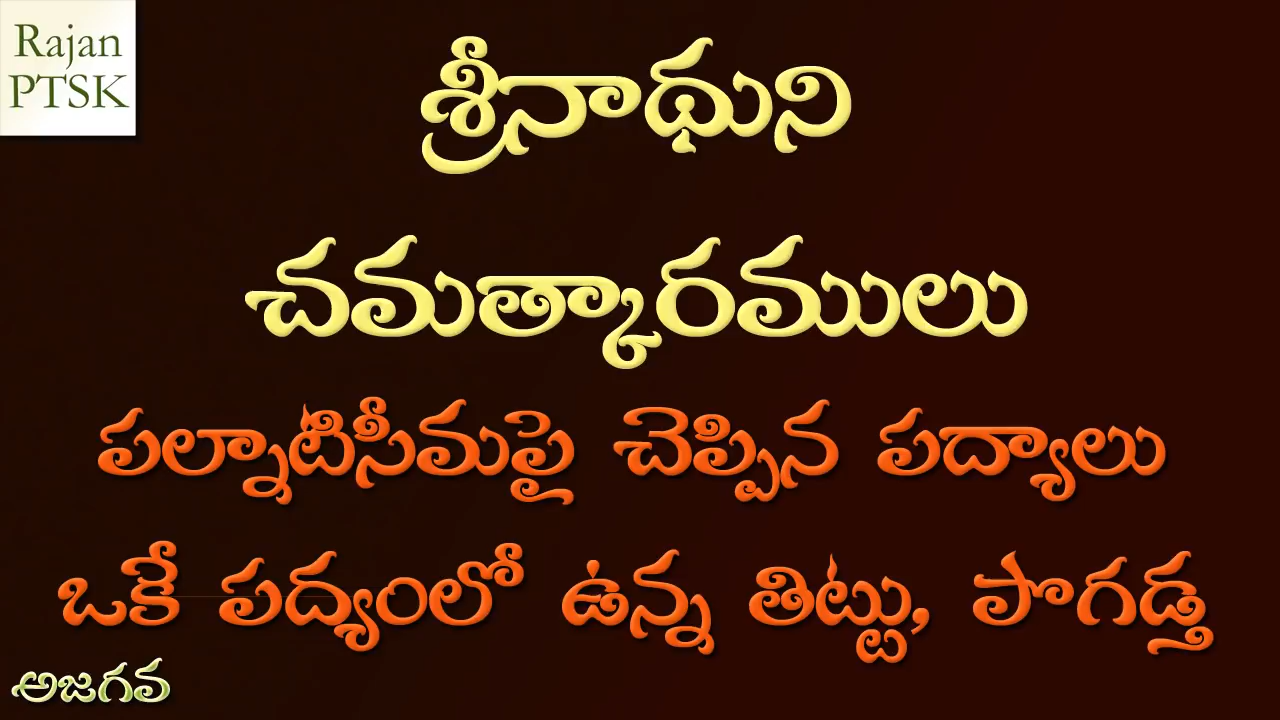 Rajan
PTSK
శ్రీనాథుని
చమత్కారములు
పల్నాటిసీమపై చెప్పిన పద్యాలు
ఒకే పద్యంలో ఉన్న తిట్టు, పొగడ్త
అజగవ